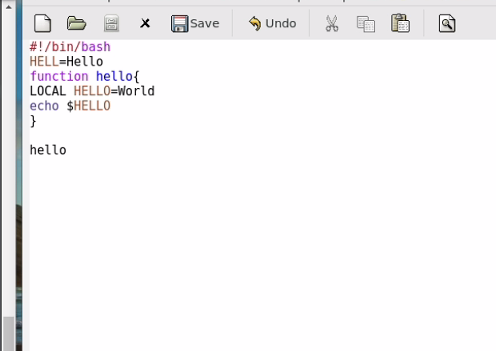 Save Undo
#!/bin/bash
HELL=Hello
function hello{
LOCAL HELLO=World
echo $HELLO
}
hello